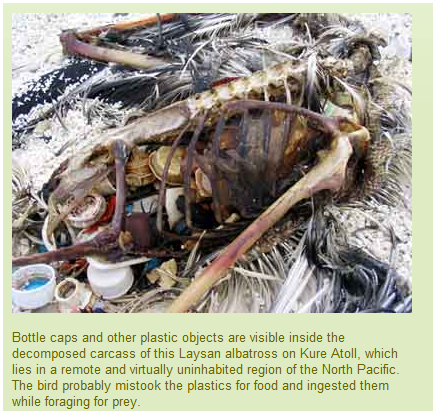 Bottle caps and other plastic objects are visible inside the
decomposed carcass of this Laysan albatross on Kure Atoll, which
lies in a remote and virtually uninhabited region of the North Pacific.
The bird probably mistook the plastics for food and ingested them
while foraging for prey.